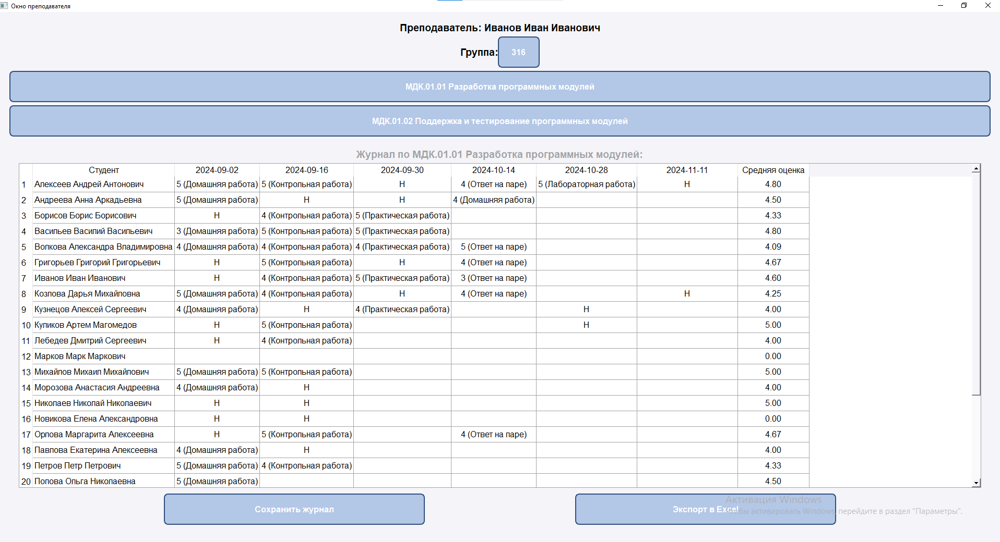 Окно преподавателя
Преподаватель: Иванов Иван Иванович
Группа: 316
МДК.01.01 Разработка программных модулей
МДК.01.02 Поддержка и тестирование программных модулей
Журнал по МДК.01.01 Разработка программных модулей:
Студент 2024-09-02 2024-09-16 2024-09-30 2024-10-14 2024-10-28 2024-11-11 Средняя оценка
1 Алексеев Андрей Антонович 5 (Домашняя работа) 5 (Контрольная работа) Н 4 (Ответ на паре) 5 (Лабораторная работа) Н 4.80
2 Андреева Анна Аркадьевна 5 (Домашняя работа) Н Н 4 (Домашняя работа) 4.50
3 Борисов Борис Борисович Н 4 (Контрольная работа) 5 (Практическая работа) 4.33
4 Васильев Василий Васильевич 3 (Домашняя работа) 5 (Контрольная работа) 5 (Практическая работа) 4.80
5 Волкова Александра Владимировна 4 (Домашняя работа) 4 (Контрольная работа) 4 (Практическая работа) 5 (Ответ на паре) 4.09
6 Григорьев Григорий Григорьевич Н 5 (Контрольная работа) Н 4 (Ответ на паре) 4.67
7 Иванов Иван Иванович Н 4 (Контрольная работа) 5 (Практическая работа) 3 (Ответ на паре) 4.60
8 Козлова Дарья Михайловна 5 (Домашняя работа) 4 (Контрольная работа) Н 4 (Ответ на паре) Н 4.25
9 Кузнецов Алексей Сергеевич 4 (Домашняя работа) Н 4 (Практическая работа) Н 4.00
10 Куликов Артем Магомедов Н 5 (Контрольная работа) Н 5.00
11 Лебедев Дмитрий Сергеевич Н 4 (Контрольная работа) 4.00
12 Марков Марк Маркович 0.00
13 Михайлов Михаил Михайлович 5 (Домашняя работа) 5 (Контрольная работа) 5.00
14 Морозова Анастасия Андреевна 4 (Домашняя работа) Н 4.00
15 Николаев Николай Николаевич Н Н 5.00
16 Новикова Елена Александровна Н Н 0.00
17 Орлова Маргарита Алексеевна Н 5 (Контрольная работа) 4 (Ответ на паре) 4.67
18 Павлова Екатерина Алексеевна 4 (Домашняя работа) Н 4.00
19 Петров Петр Петрович 5 (Домашняя работа) 4 (Контрольная работа) 4.33
20 Попова Ольга Николаевна 5 (Домашняя работа) 4.50
Сохранить журнал Экспорт в Excel
Активация Windows
Чтобы активировать Windows, перейдите в раздел "Параметры".